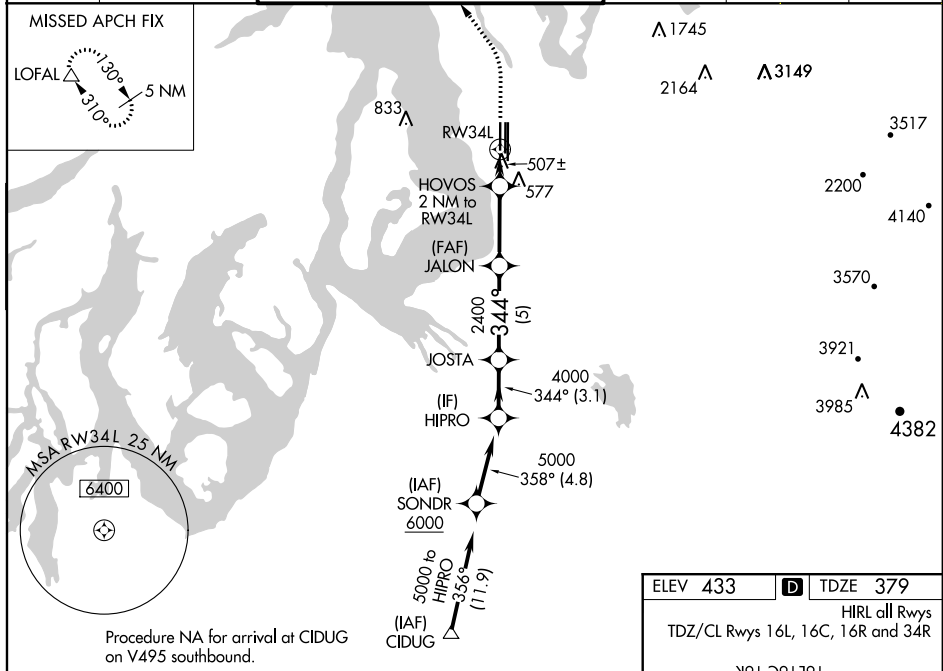 MISSED APCH FIX
LOFAL
130°
310°
5 NM
1745
2164
3149
833
RW34L
507±
577
HOVOS
2 NM to
RW34L
3517
2200
4140
(FAF)
JALON
3570
2400
344°
(5)
JOSTA
3921
4000
344° (3.1)
3985
4382
(IF)
HIPRO
MSA RW34L 25 NM
6400
5000
358° (4.8)
(IAF)
SONDR
6000
5000 to
HIPRO
356°
(11.9)
(IAF)
CIDUG
Procedure NA for arrival at CIDUG
on V495 southbound.
ELEV 433 D TDZE 379
HIRL all Rwys
TDZ/CL Rwys 16L, 16C, 16R and 34R
16L16C16R